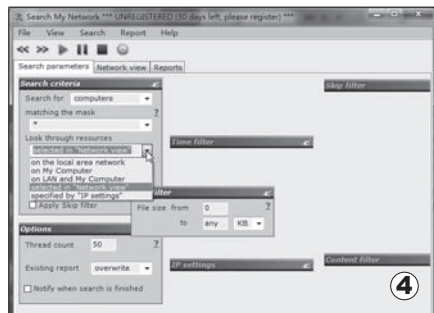 Search My Network *** UNREGISTERED (30 days left, please register) ***
File View Search Report Help
Search parameters Network view Reports
Search criteria
Search for computers
matching the mask
*
Look through resources
selected in "Network view"
on the local area network
on My Computer
on LAN and My Computer
selected in "Network view"
specified by "IP settings"
Apply Skip filter
Options
Thread count 50 ?
Existing report overwrite
Notify when search is finished
Time filter
ilter
File size from 0 ?
to any KB
IP settings
Skip filter
Content filter
4